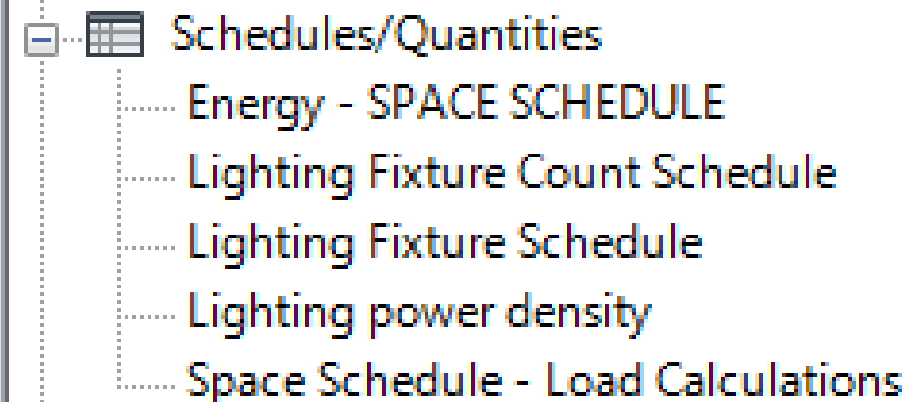 Schedules/Quantities
Energy - SPACE SCHEDULE
Lighting Fixture Count Schedule
Lighting Fixture Schedule
Lighting power density
Space Schedule - Load Calculations